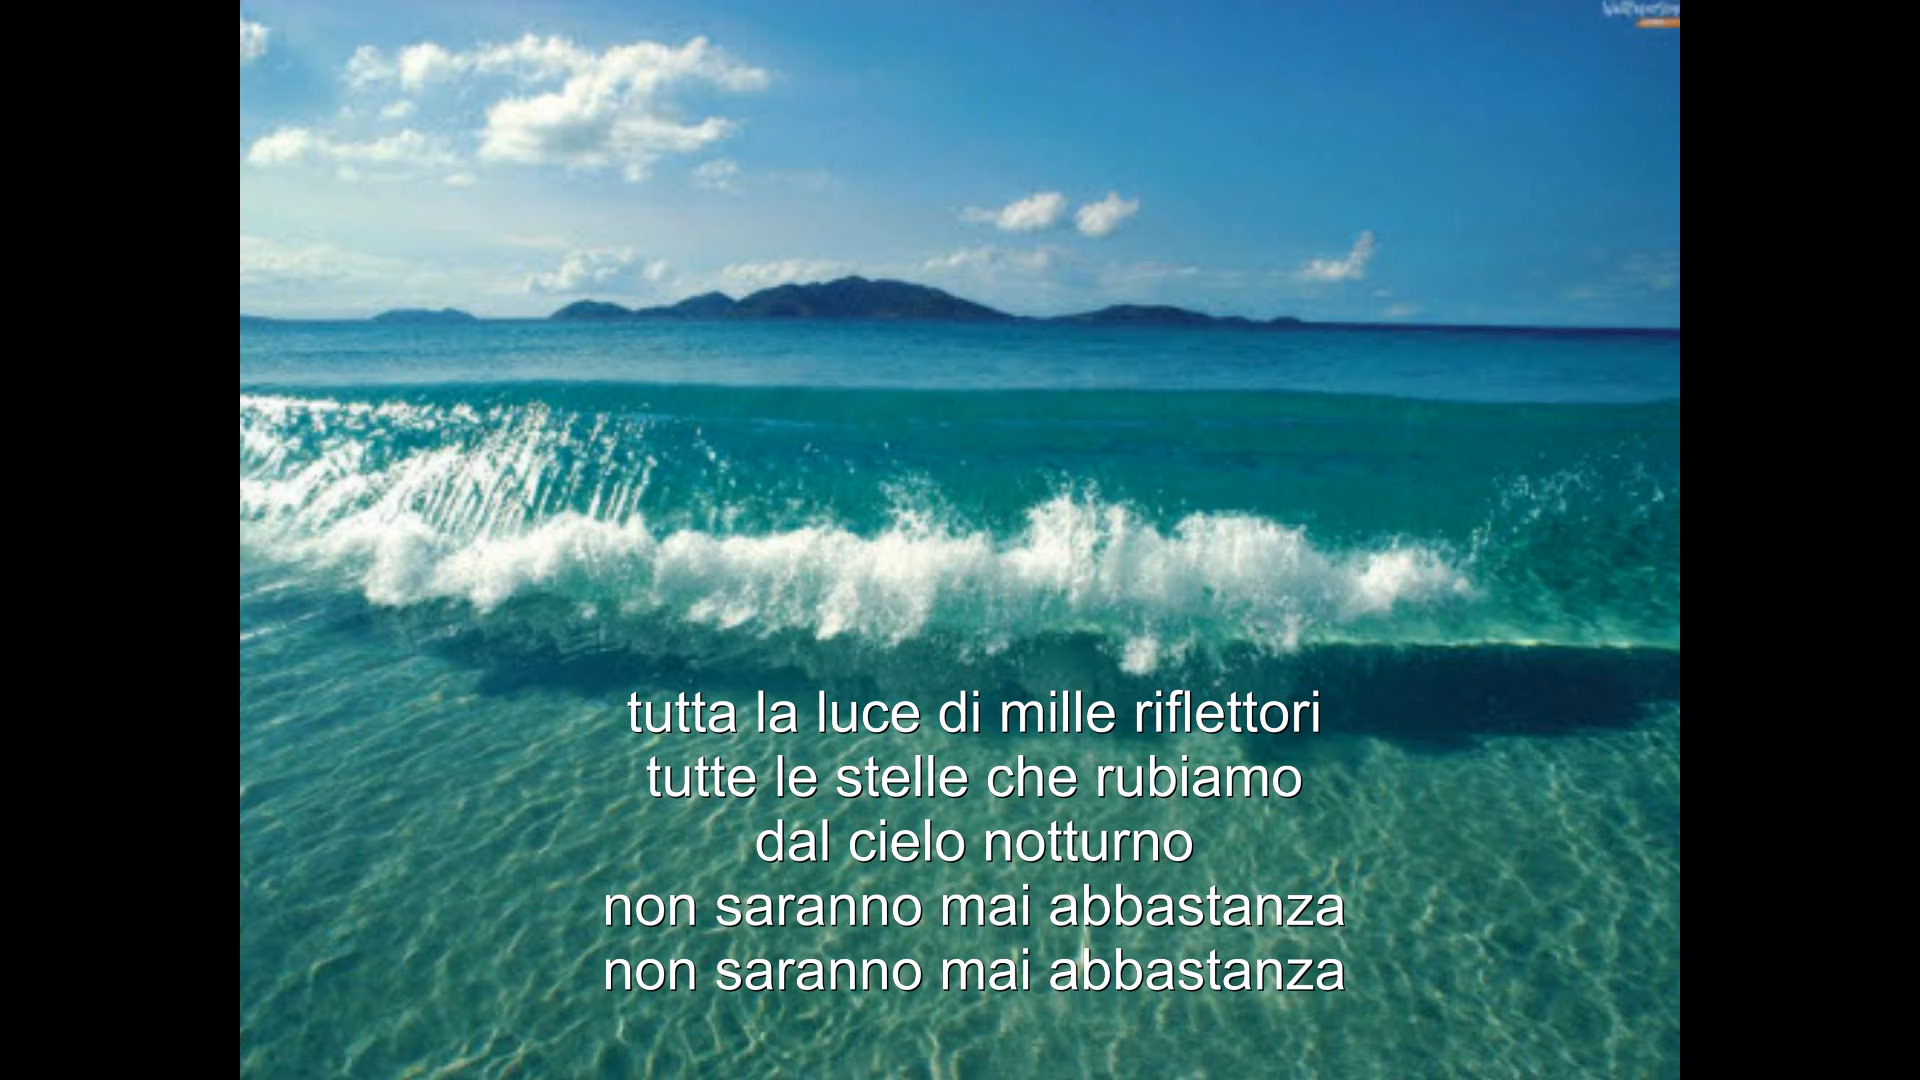 tutta la luce di mille riflettori
tutte le stelle che rubiamo
dal cielo notturno
non saranno mai abbastanza
non saranno mai abbastanza